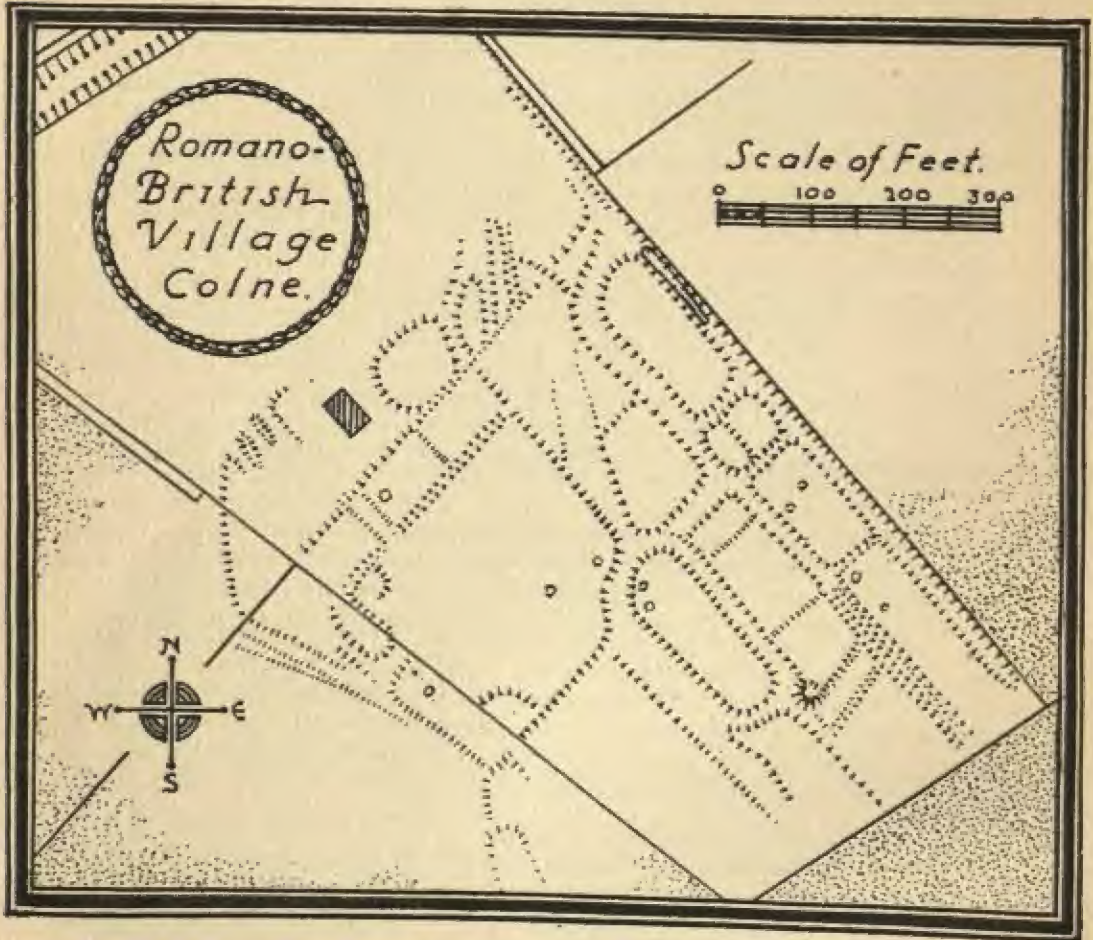 Romano-
British
Village
Colne.
Scale of Feet.
0 100 200 300
N
W E
S